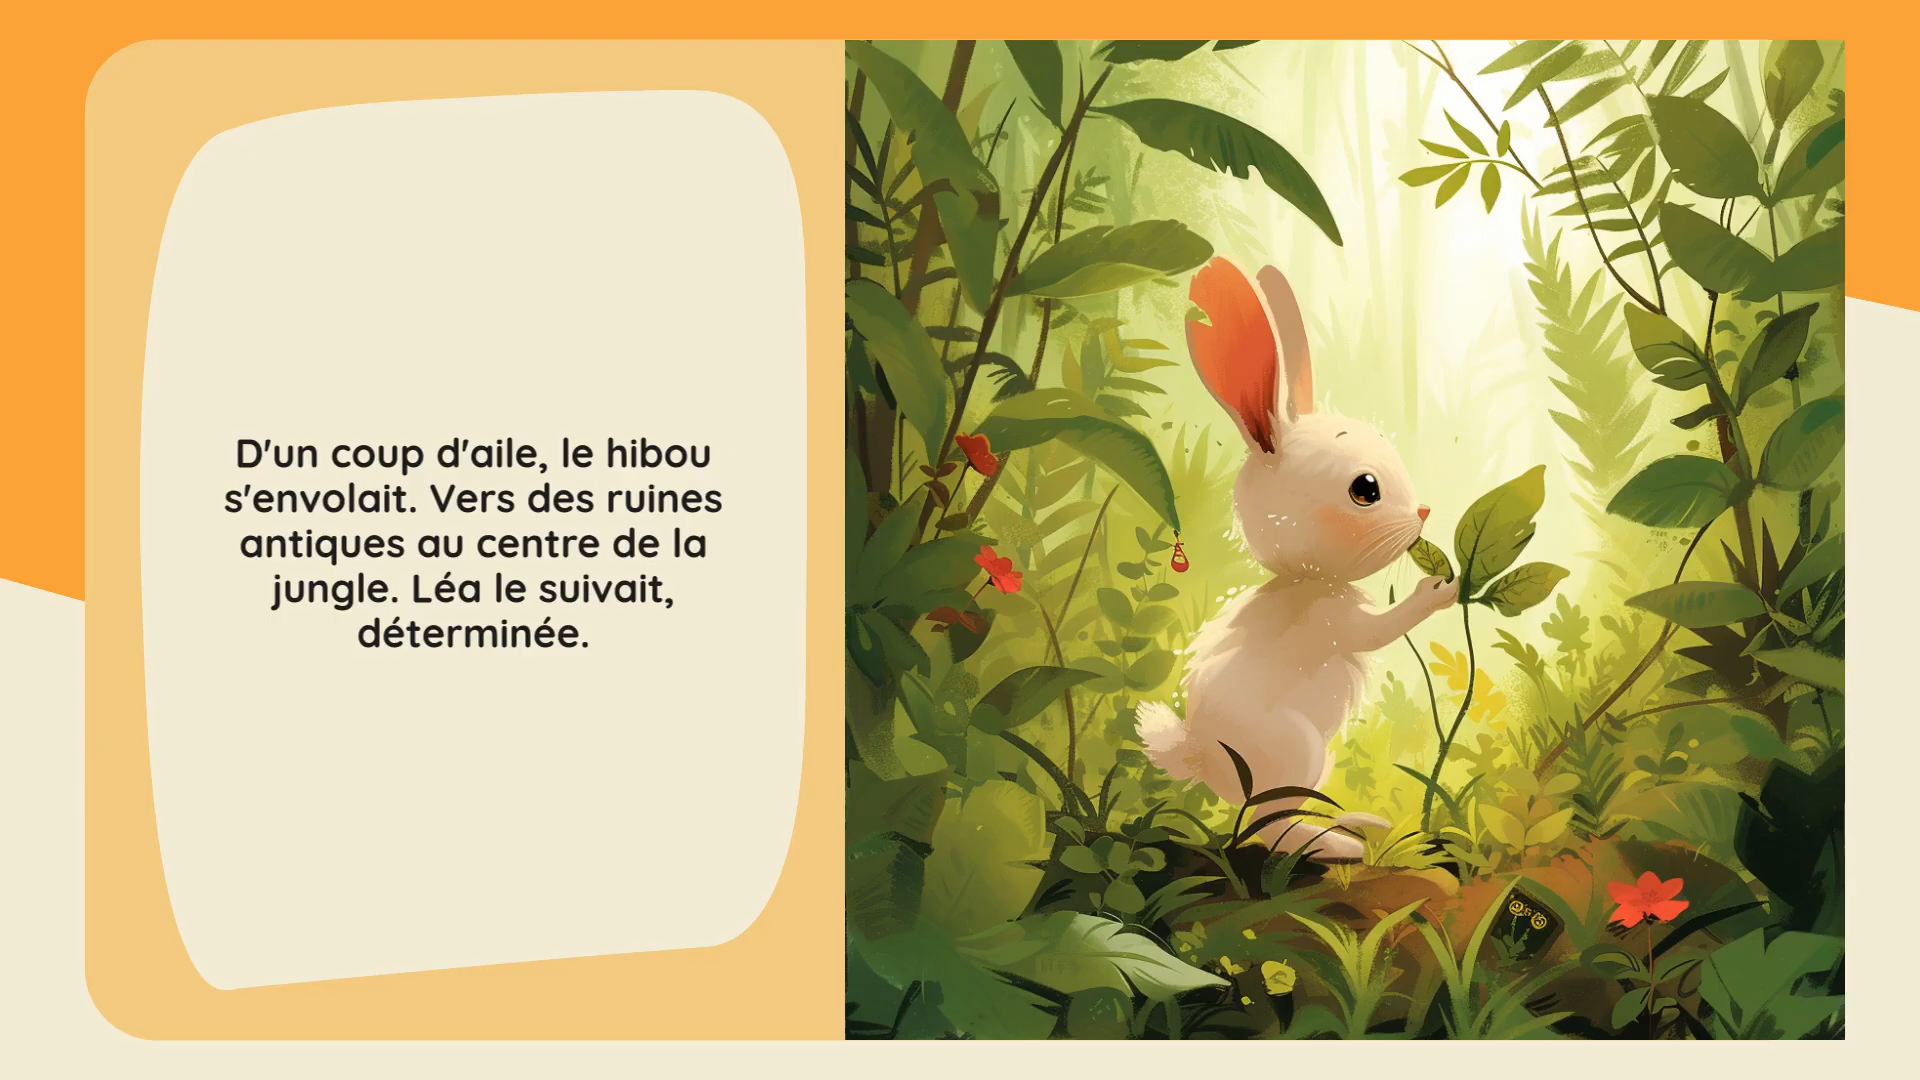 D'un coup d'aile, le hibou
s'envolait. Vers des ruines
antiques au centre de la
jungle. Léa le suivait,
déterminée.